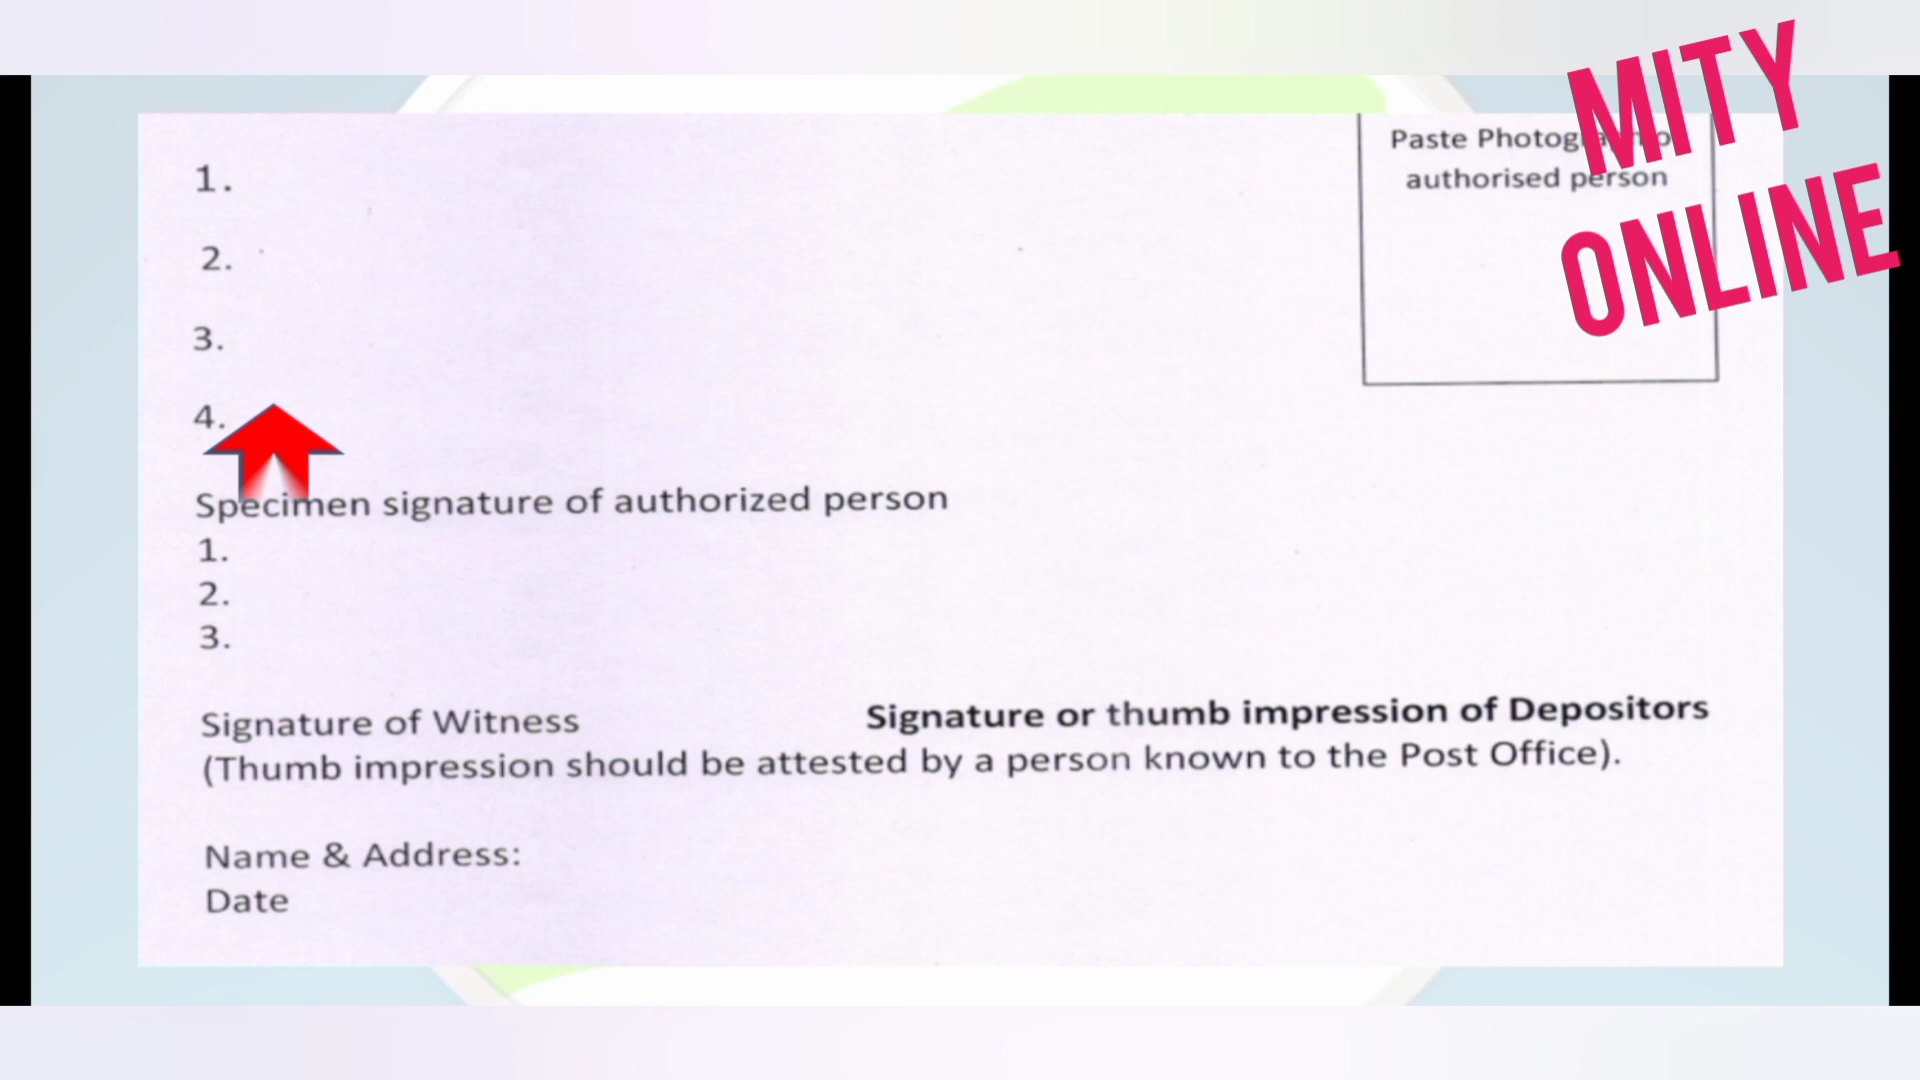 MITY
ONLINE
Paste Photog
authorised person
1.
2.
3.
4.
Specimen signature of authorized person
1.
2.
3.
Signature of Witness Signature or thumb impression of Depositors
(Thumb impression should be attested by a person known to the Post Office).
Name & Address:
Date